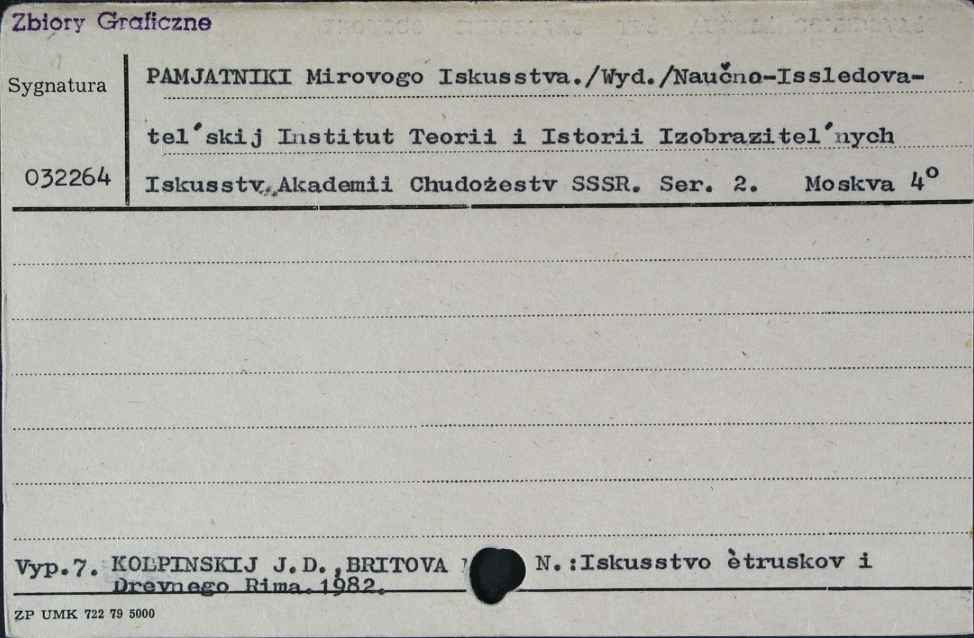 Zbiory Graficzne
Sygnatura
032264
PAMJATNIKI Mirovogo Iskusstva./Wyd./Naučno-Issledova-
tel´skij Institut Teorii i Istorii Izobrazitel´nych
Iskusstv Akademii Chudożestv SSSR. Ser. 2. Moskva 4°
Vyp.7. KOLPINSKIJ J.D.,BRITOVA N.:Iskusstvo ètruskov i
Drevnego Rima.1982.
ZP UMK 722 79 5000